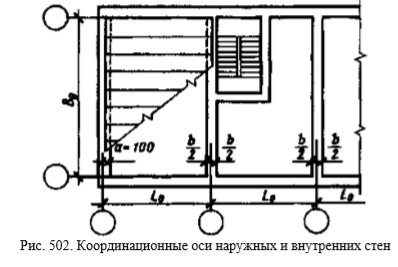 B₀
a=100
b/2
b/2
b/2
b/2
L₀
L₀
L₀
Рис. 502. Координационные оси наружных и внутренних стен